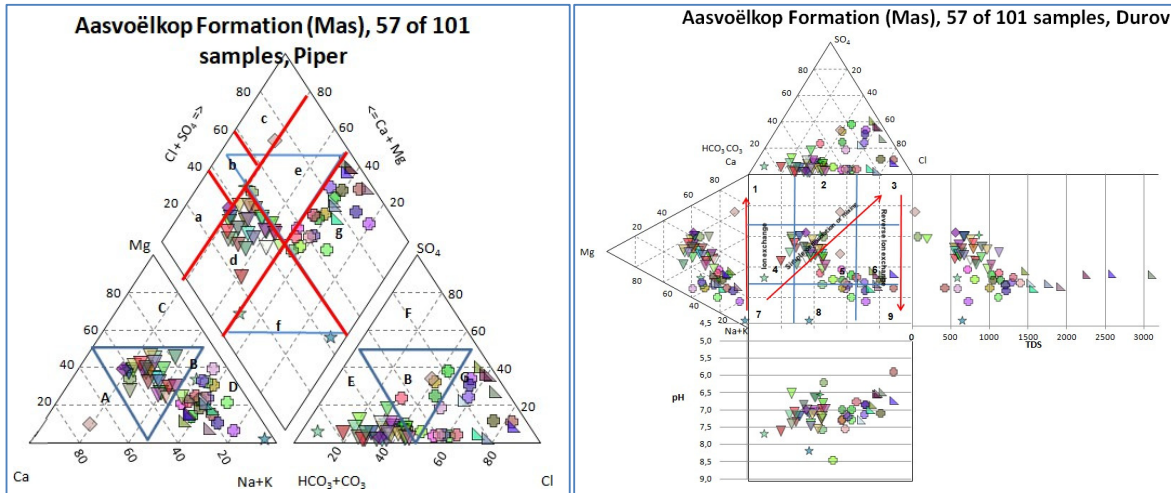 Aasvoëlkop Formation (Mas), 57 of 101
samples, Piper
80 80
c
60 60
Cl + SO₄ =>
<= Ca + Mg
40 40
b e
20 20
a
g
Mg SO₄
d
80 80
C f F
60 60
40 40
B E B G
A D
20 20
80 60 40 20 20 40 60 80
Ca Na+K HCO₃+CO₃ Cl
Aasvoëlkop Formation (Mas), 57 of 101 samples, Durov
SO₄
80 20
60 40
40 60
20 80
HCO₃ CO₃
Ca Cl
1 2 3
80
60
40
20
Mg
20
40
60
80
Ion exchange
Reverse Ion exchange
4 5 6
20
Na+K
4,5
7 8 9
0 500 1000 1500 2000 2500 3000
TDS
5,0
5,5
6,0
6,5
pH
7,0
7,5
8,0
8,5
9,0